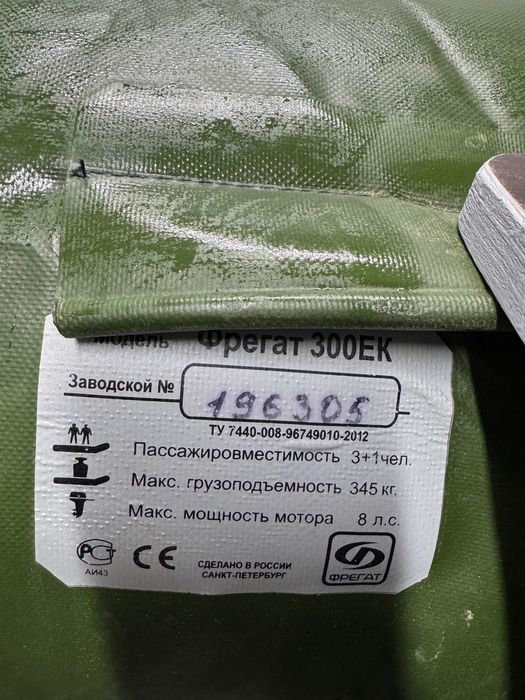 Модель Фрегат 300ЕК
Заводской № 196305
ТУ 7440-008-96749010-2012
Пассажировместимость 3+1чел.
Макс. грузоподъемность 345 кг.
Макс. мощность мотора 8 л.с.
РСТ
АИ43
CE
СДЕЛАНО В РОССИИ
САНКТ-ПЕТЕРБУРГ
ФРЕГАТ